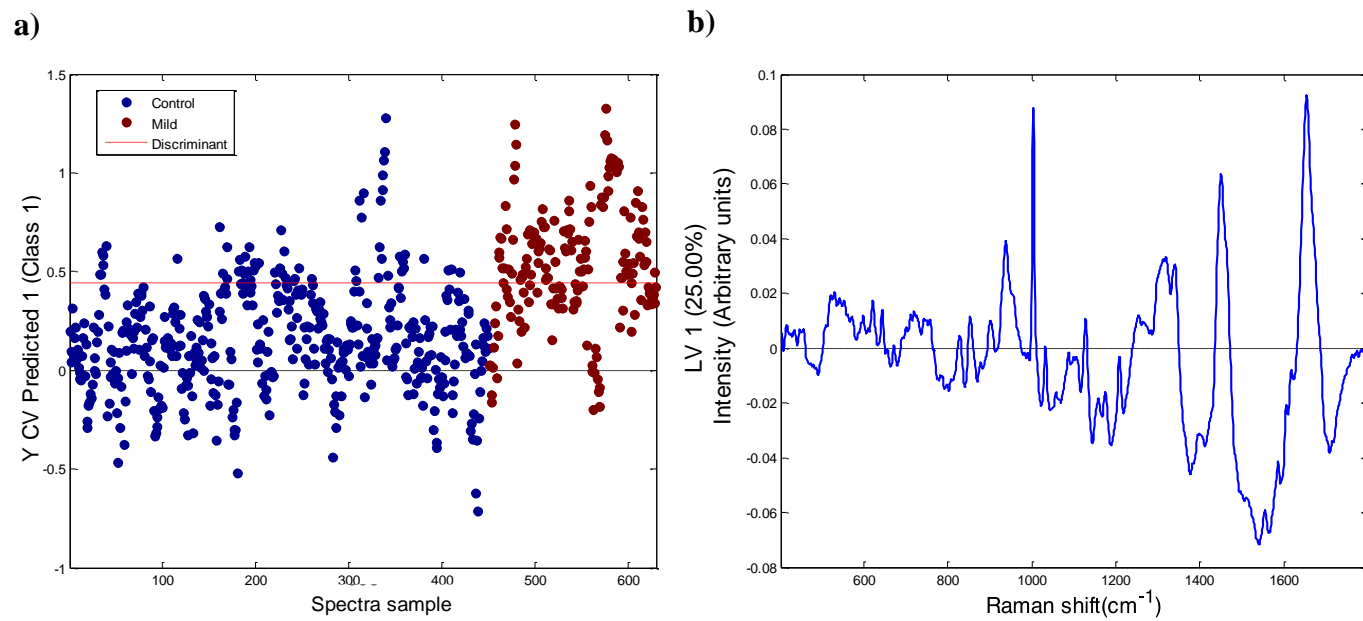 a)
1.5
1
0.5
0
-0.5
-1
Y CV Predicted 1 (Class 1)
Control
Mild
Discriminant
100
200
400
500
600
Spectra sample
b)
0.1
0.08
0.06
0.04
0.02
0
-0.02
-0.04
-0.06
-0.08
LV 1 (25.00%)
Intensity (Arbitrary units)
600
800
1000
1200
1400
1600
Raman shift(cm-1)